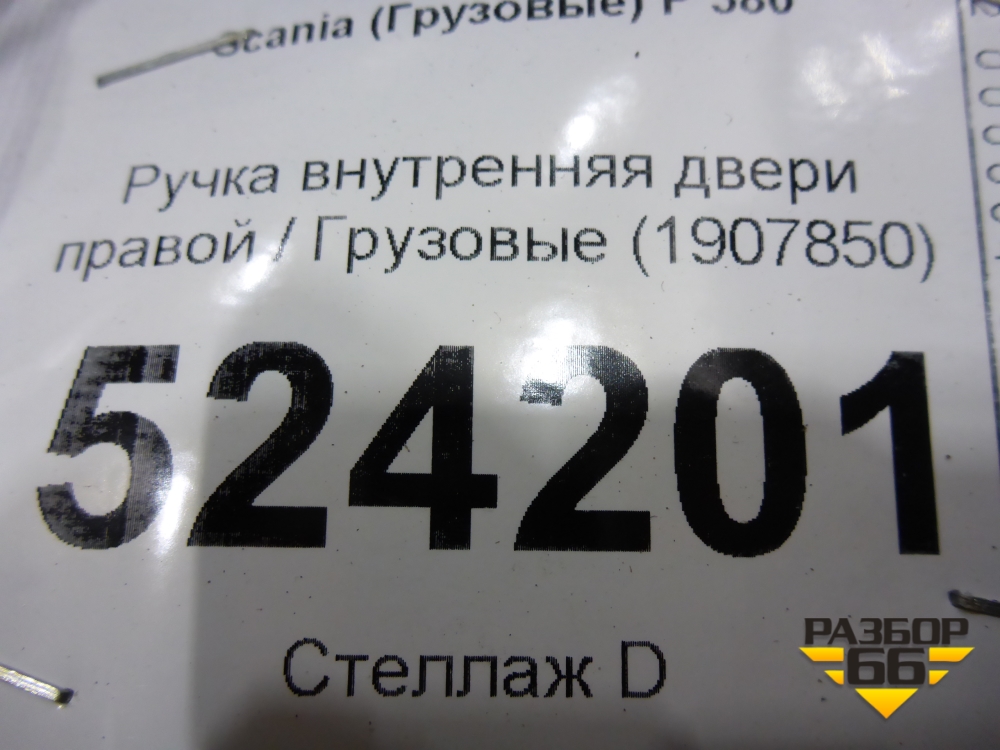 Scania (Грузовые) P 380
Ручка внутренняя двери
правой / Грузовые (1907850)
524201
Стеллаж D
РАЗБОР
66